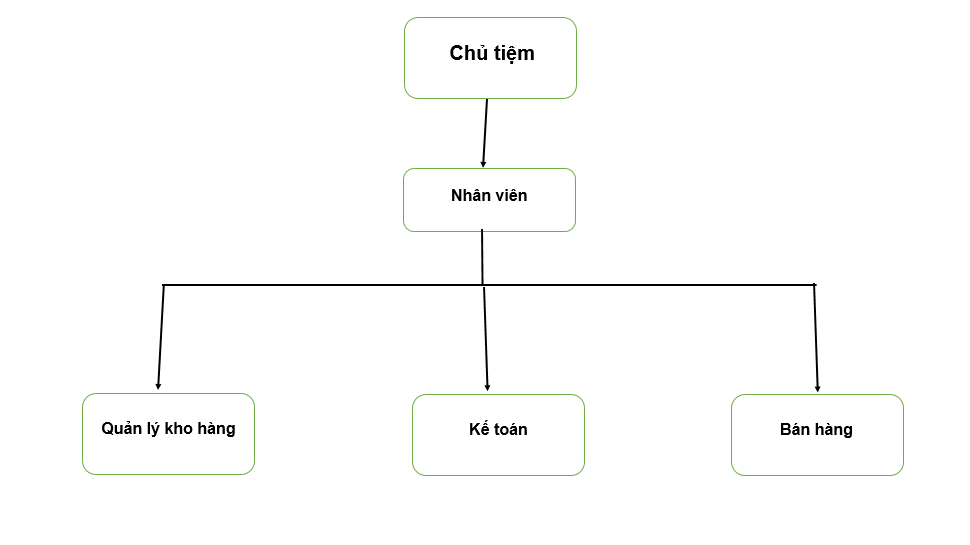 Chủ tiệm
Nhân viên
Quản lý kho hàng
Kế toán
Bán hàng